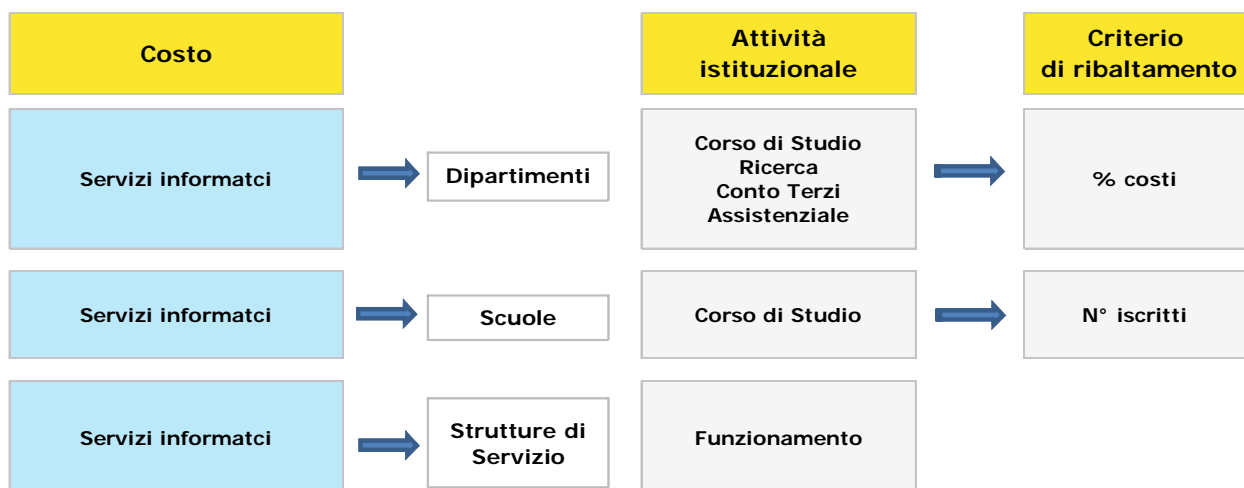 Costo
Attività
istituzionale
Criterio
di ribaltamento
Servizi informatci
Dipartimenti
Corso di Studio
Ricerca
Conto Terzi
Assistenziale
% costi
Servizi informatci
Scuole
Corso di Studio
N° iscritti
Servizi informatci
Strutture di
Servizio
Funzionamento